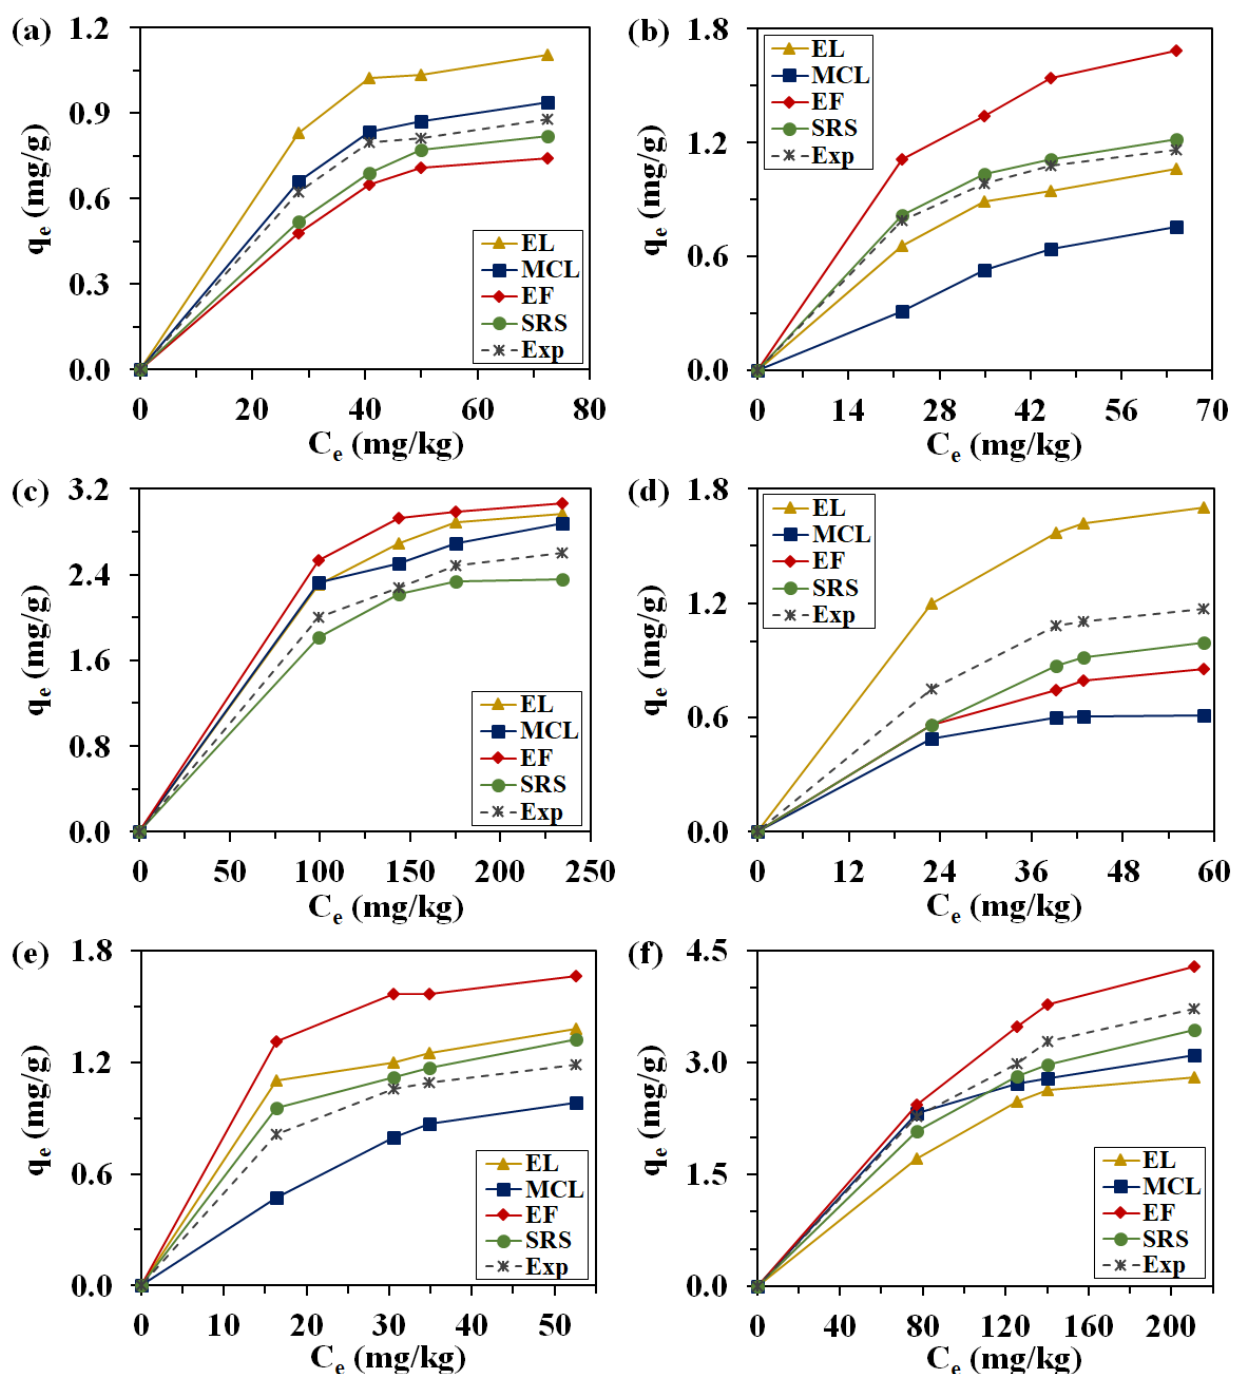 (a)
1.2
0.9
0.6
0.3
0.0
qe (mg/g)
EL
MCL
EF
SRS
Exp
0 20 40 60 80
Ce (mg/kg)
(b)
1.8
1.2
0.6
0.0
qe (mg/g)
EL
MCL
EF
SRS
Exp
0 14 28 42 56 70
Ce (mg/kg)
(c)
3.2
2.4
1.6
0.8
0.0
qe (mg/g)
EL
MCL
EF
SRS
Exp
0 50 100 150 200 250
Ce (mg/kg)
(d)
1.8
1.2
0.6
0.0
qe (mg/g)
EL
MCL
EF
SRS
Exp
0 12 24 36 48 60
Ce (mg/kg)
(e)
1.8
1.2
0.6
0.0
qe (mg/g)
EL
MCL
EF
SRS
Exp
0 10 20 30 40 50
Ce (mg/kg)
(f)
4.5
3.0
1.5
0.0
qe (mg/g)
EL
MCL
EF
SRS
Exp
0 40 80 120 160 200
Ce (mg/kg)